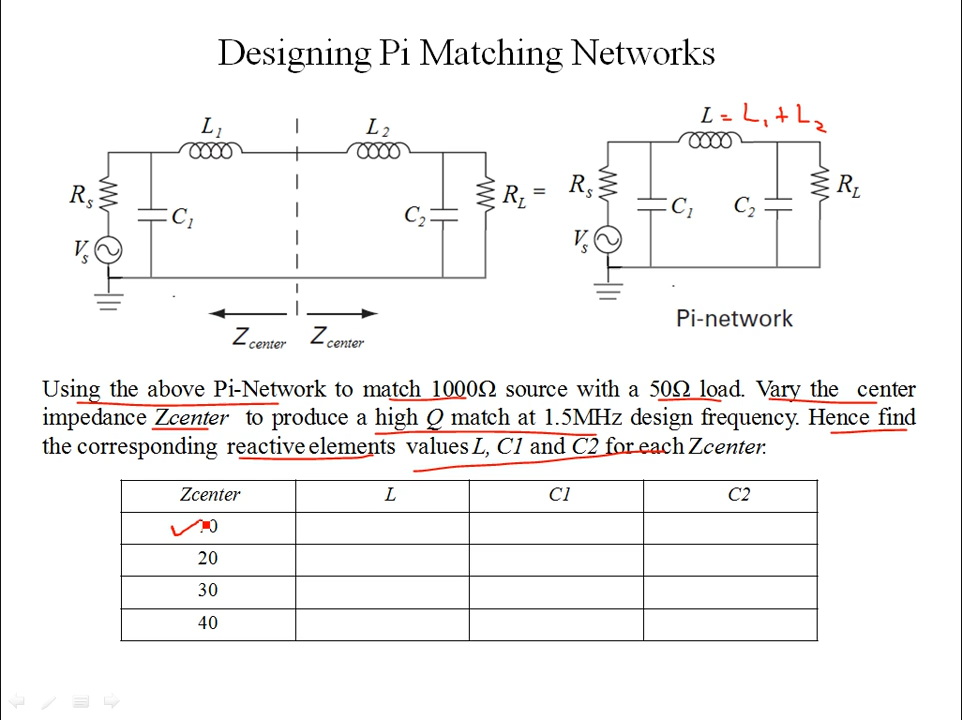 Designing Pi Matching Networks
L = L1 + L2
L1 L2
Rs C1 C2 RL = Rs C1 C2 RL
Vs Vs
Zcenter Zcenter
Pi-network
Using the above Pi-Network to match 1000Ω source with a 50Ω load. Vary the center
impedance Zcenter to produce a high Q match at 1.5MHz design frequency. Hence find
the corresponding reactive elements values L, C1 and C2 for each Zcenter.
Zcenter L C1 C2
20
30
40